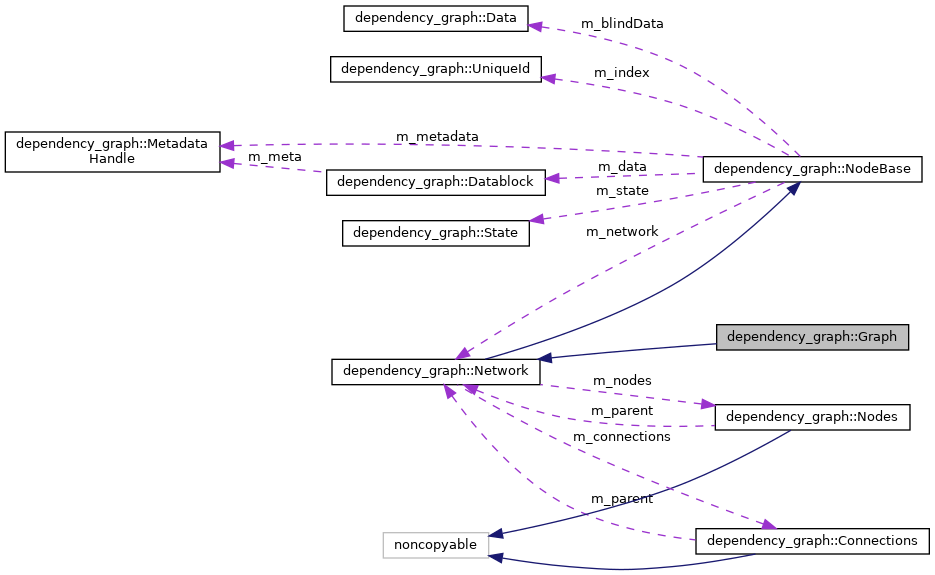 dependency_graph::Data
m_blindData
dependency_graph::UniqueId
m_index
dependency_graph::Metadata
Handle
m_metadata
m_meta
dependency_graph::Datablock
m_data
dependency_graph::NodeBase
m_state
dependency_graph::State
m_network
dependency_graph::Graph
dependency_graph::Network
m_nodes
m_parent
dependency_graph::Nodes
m_connections
m_parent
noncopyable
dependency_graph::Connections